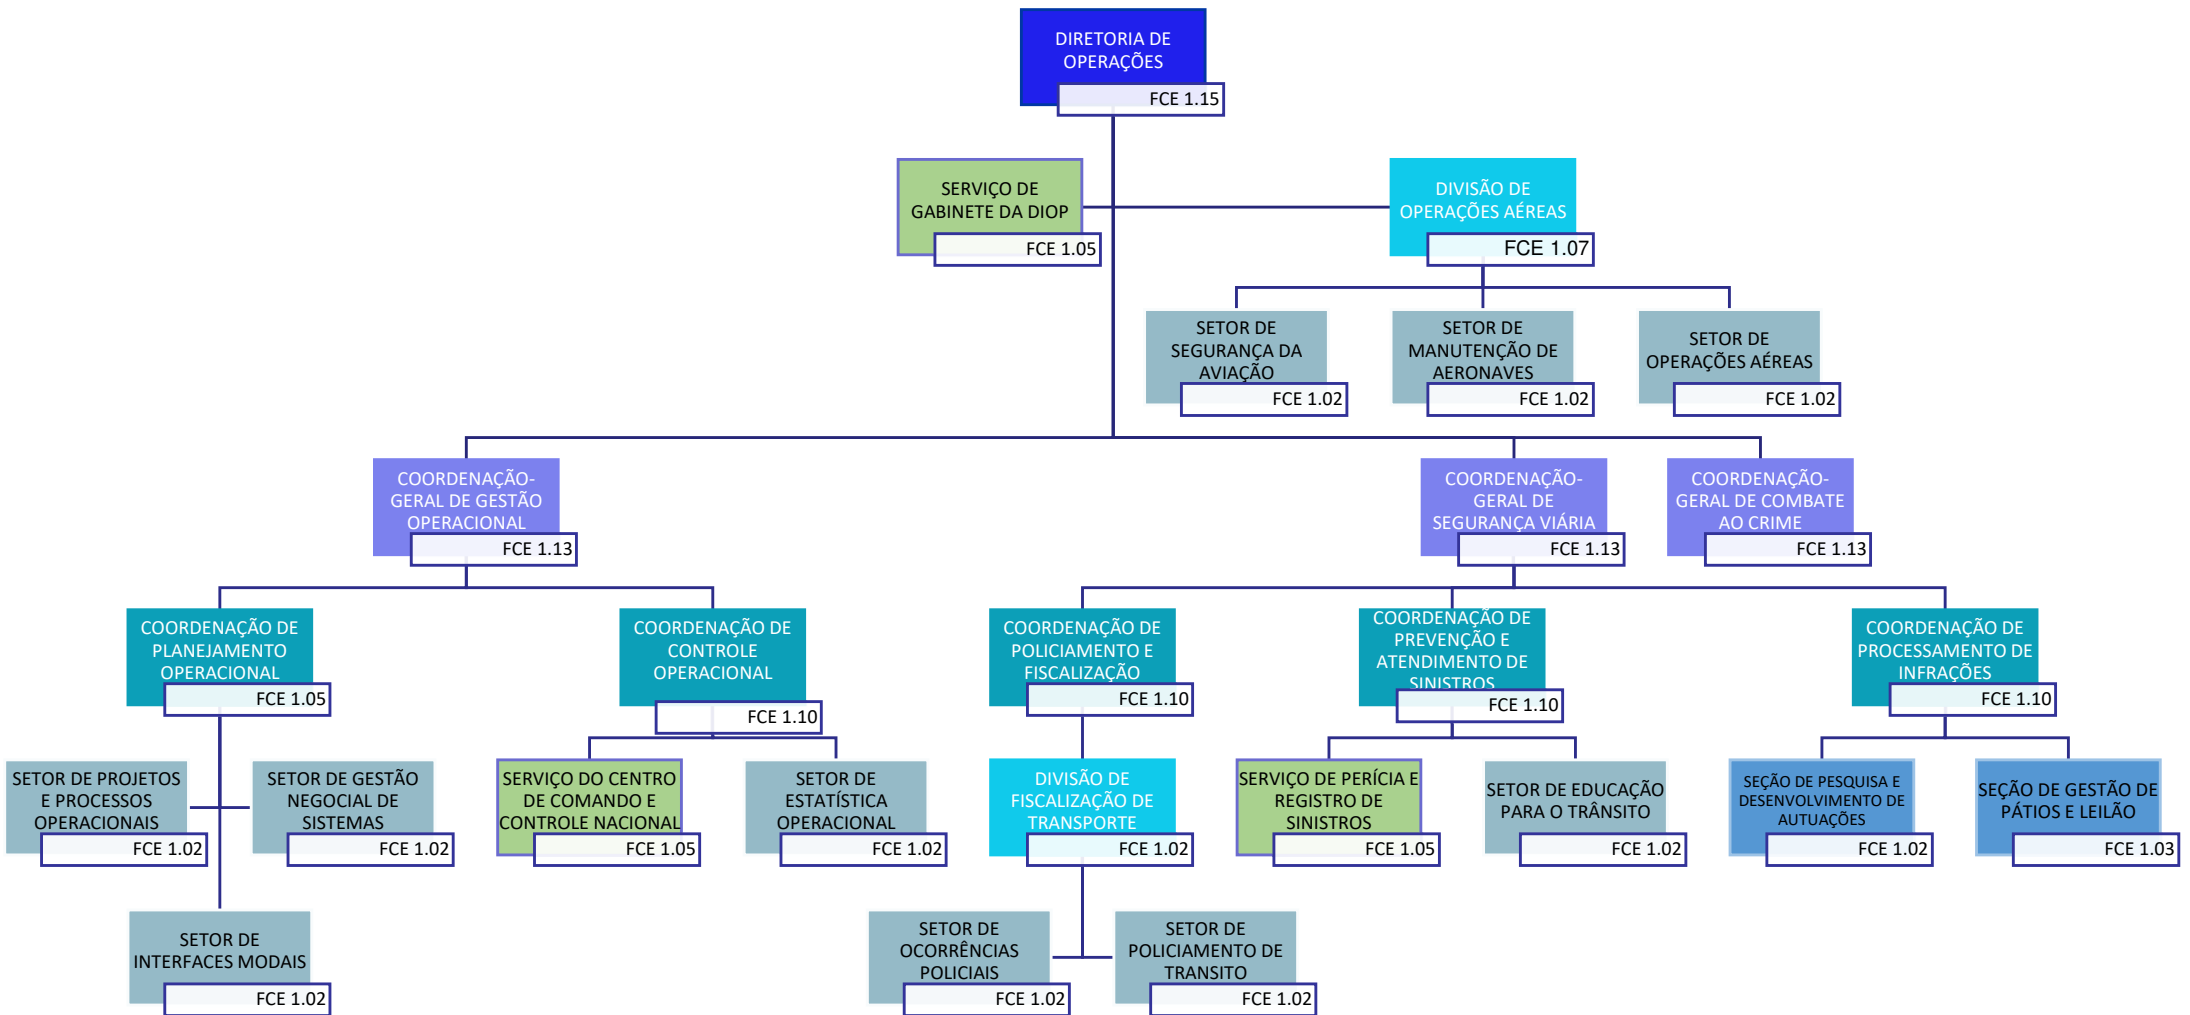 DIRETORIA DE
OPERAÇÕES
FCE 1.15
SERVIÇO DE
GABINETE DA DIOP
FCE 1.05
DIVISÃO DE
OPERAÇÕES AÉREAS
FCE 1.07
SETOR DE
SEGURANÇA DA
AVIAÇÃO
FCE 1.02
SETOR DE
MANUTENÇÃO DE
AERONAVES
FCE 1.02
SETOR DE
OPERAÇÕES AÉREAS
FCE 1.02
COORDENAÇÃO-
GERAL DE GESTÃO
OPERACIONAL
FCE 1.13
COORDENAÇÃO-
GERAL DE
SEGURANÇA VIÁRIA
FCE 1.13
COORDENAÇÃO-
GERAL DE COMBATE
AO CRIME
FCE 1.13
COORDENAÇÃO DE
PLANEJAMENTO
OPERACIONAL
FCE 1.05
COORDENAÇÃO DE
CONTROLE
OPERACIONAL
FCE 1.10
COORDENAÇÃO DE
POLICIAMENTO E
FISCALIZAÇÃO
FCE 1.10
COORDENAÇÃO DE
PREVENÇÃO E
ATENDIMENTO DE
SINISTROS
FCE 1.10
COORDENAÇÃO DE
PROCESSAMENTO DE
INFRAÇÕES
FCE 1.10
SETOR DE PROJETOS
E PROCESSOS
OPERACIONAIS
FCE 1.02
SETOR DE GESTÃO
NEGOCIAL DE
SISTEMAS
FCE 1.02
SERVIÇO DO CENTRO
DE COMANDO E
CONTROLE NACIONAL
FCE 1.05
SETOR DE
ESTATÍSTICA
OPERACIONAL
FCE 1.02
DIVISÃO DE
FISCALIZAÇÃO DE
TRANSPORTE
FCE 1.02
SERVIÇO DE PERÍCIA E
REGISTRO DE
SINISTROS
FCE 1.05
SETOR DE EDUCAÇÃO
PARA O TRÂNSITO
FCE 1.02
SEÇÃO DE PESQUISA E
DESENVOLVIMENTO DE
AUTUAÇÕES
FCE 1.02
SEÇÃO DE GESTÃO DE
PÁTIOS E LEILÃO
FCE 1.03
SETOR DE
INTERFACES MODAIS
FCE 1.02
SETOR DE
OCORRÊNCIAS
POLICIAIS
FCE 1.02
SETOR DE
POLICIAMENTO DE
TRANSITO
FCE 1.02